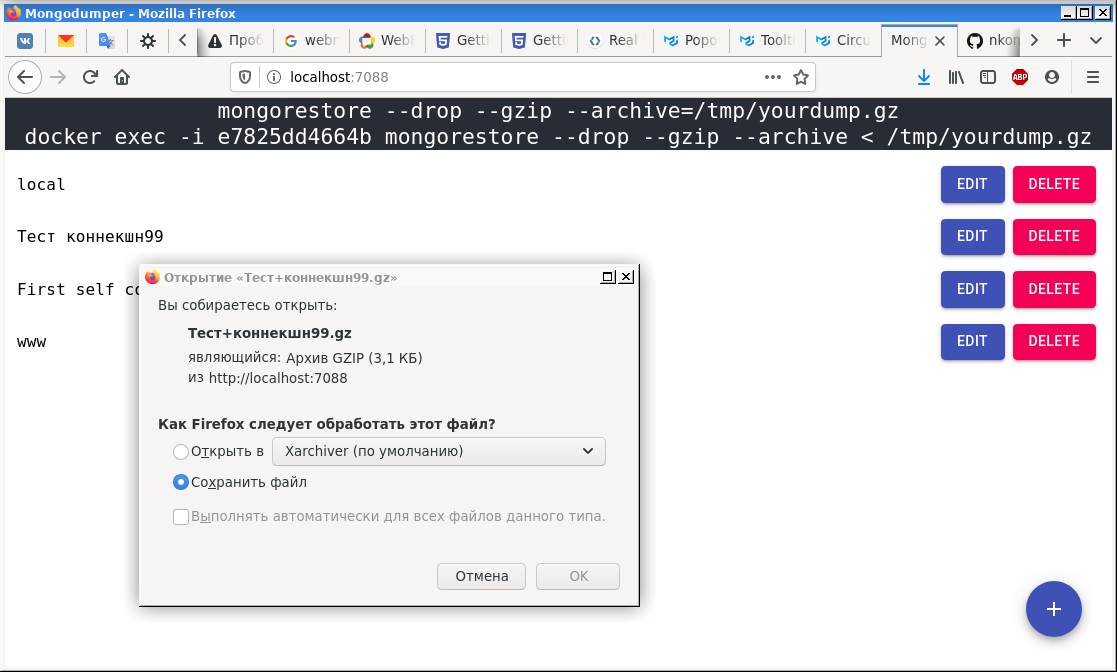 Mongodumper - Mozilla Firefox
Проб
webr
WebR
Getti
Getti
Real
Popo
Toolti
Circu
Mong
nkon
localhost:7088
ABP
mongorestore --drop --gzip --archive=/tmp/yourdump.gz
docker exec -i e7825dd4664b mongorestore --drop --gzip --archive < /tmp/yourdump.gz
local EDIT DELETE
Тест коннекшн99 EDIT DELETE
First self co EDIT DELETE
www EDIT DELETE
Открытие «Тест+коннекшн99.gz»
Вы собираетесь открыть:
Тест+коннекшн99.gz
являющийся: Архив GZIP (3,1 КБ)
из http://localhost:7088
Как Firefox следует обработать этот файл?
Открыть в Xarchiver (по умолчанию)
Сохранить файл
Выполнять автоматически для всех файлов данного типа.
Отмена OK
+